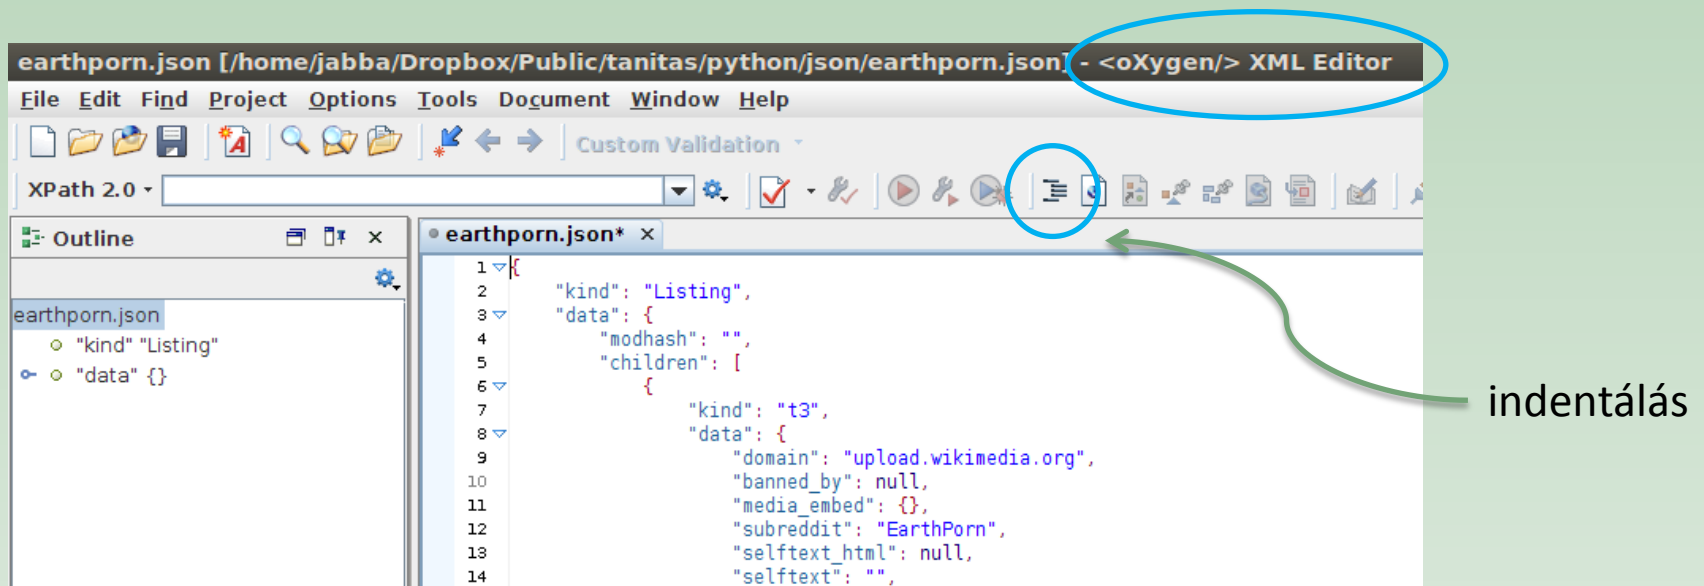 earthporn.json [/home/jabba/Dropbox/Public/tanitas/python/json/earthporn.json] - <oXygen/> XML Editor
File Edit Find Project Options Tools Document Window Help
Custom Validation
XPath 2.0
Outline
earthporn.json* ×
earthporn.json
"kind" "Listing"
"data" {}
1 {
2 "kind": "Listing",
3 "data": {
4 "modhash": "",
5 "children": [
6 {
7 "kind": "t3",
8 "data": {
9 "domain": "upload.wikimedia.org",
10 "banned_by": null,
11 "media_embed": {},
12 "subreddit": "EarthPorn",
13 "selftext_html": null,
14 "selftext": "",
indentálás